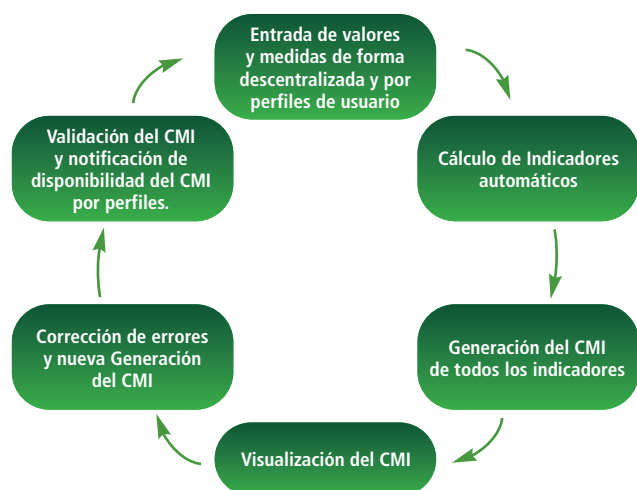 Entrada de valores
y medidas de forma
descentralizada y por
perfiles de usuario
Cálculo de Indicadores
automáticos
Generación del CMI
de todos los indicadores
Visualización del CMI
Corrección de errores
y nueva Generación
del CMI
Validación del CMI
y notificación de
disponibilidad del CMI
por perfiles.